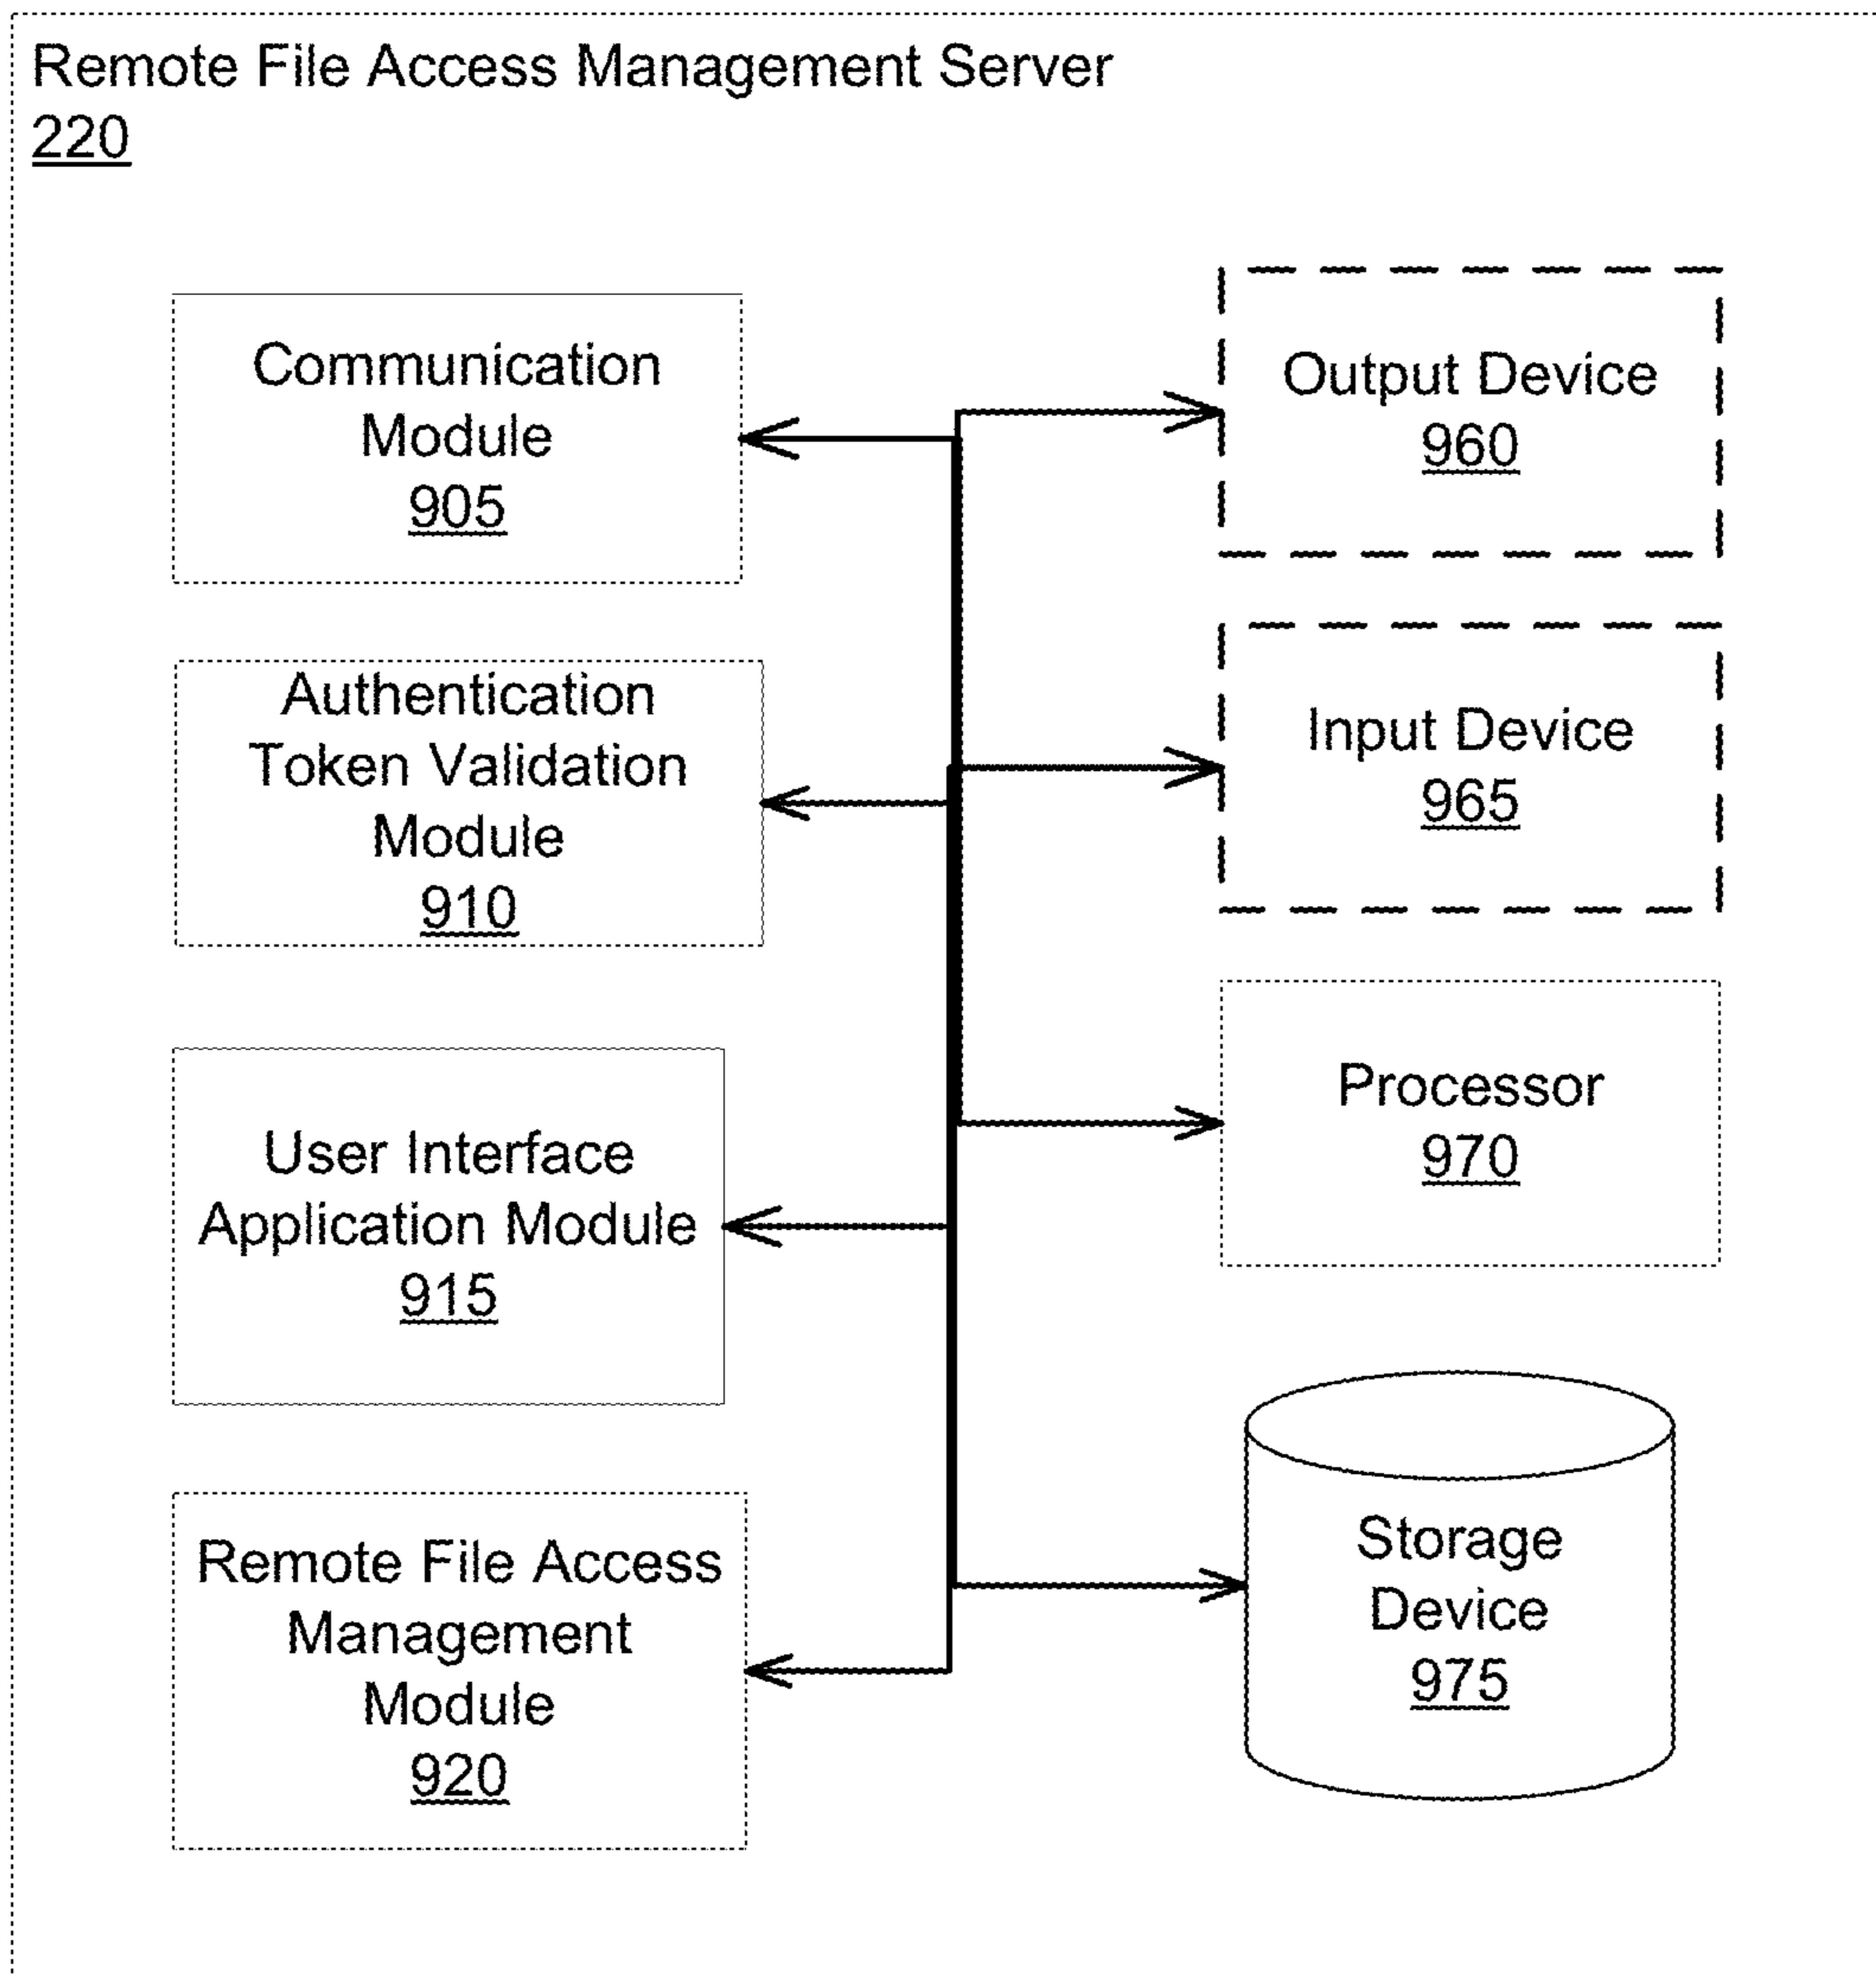 Remote File Access Management Server
220
Communication
Module
905
Authentication
Token Validation
Module
910
User Interface
Application Module
915
Remote File Access
Management
Module
920
Output Device
960
Input Device
965
Processor
970
Storage
Device
975